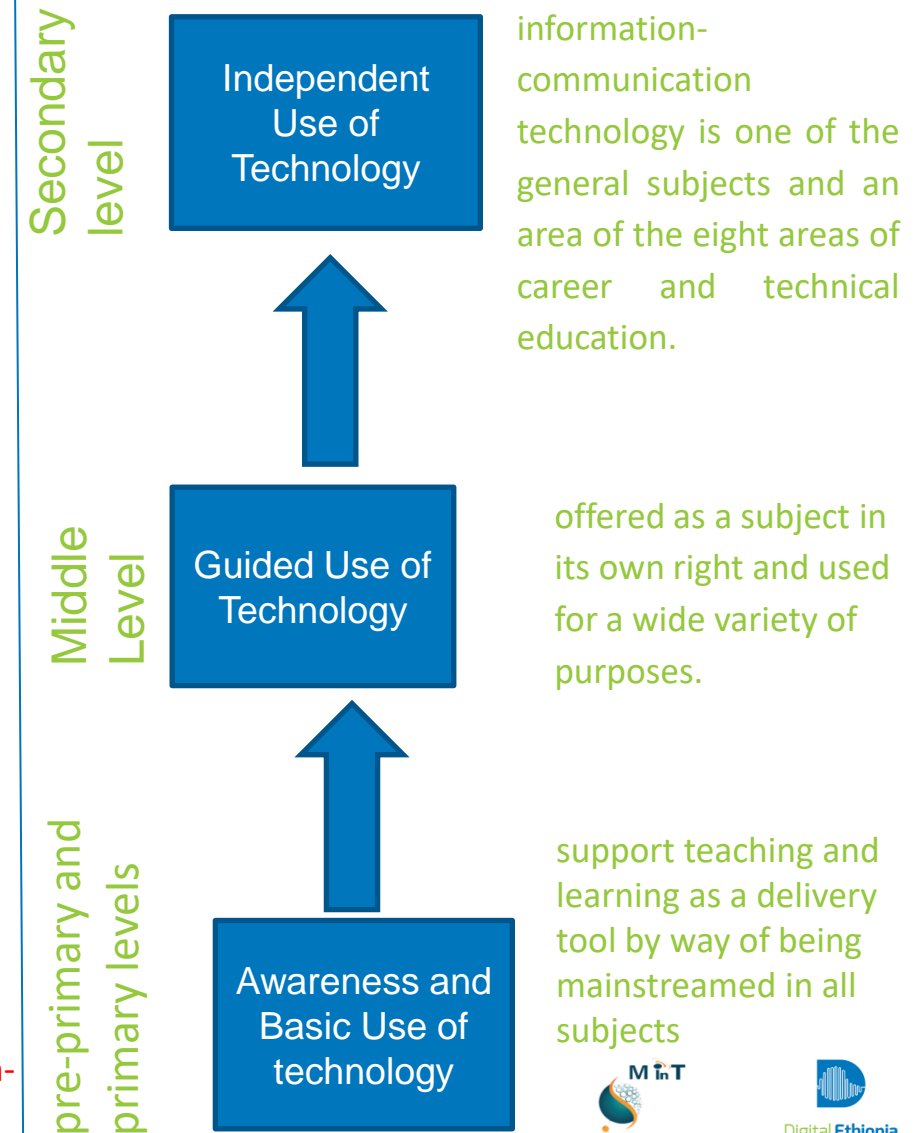 Secondary
level
Independent
Use of
Technology
information-
communication
technology is one of the
general subjects and an
area of the eight areas of
career and technical
education.
Middle
Level
Guided Use of
Technology
offered as a subject in
its own right and used
for a wide variety of
purposes.
pre-primary and
primary levels
Awareness and
Basic Use of
technology
support teaching and
learning as a delivery
tool by way of being
mainstreamed in all
subjects
MinT
Digital Ethiopia